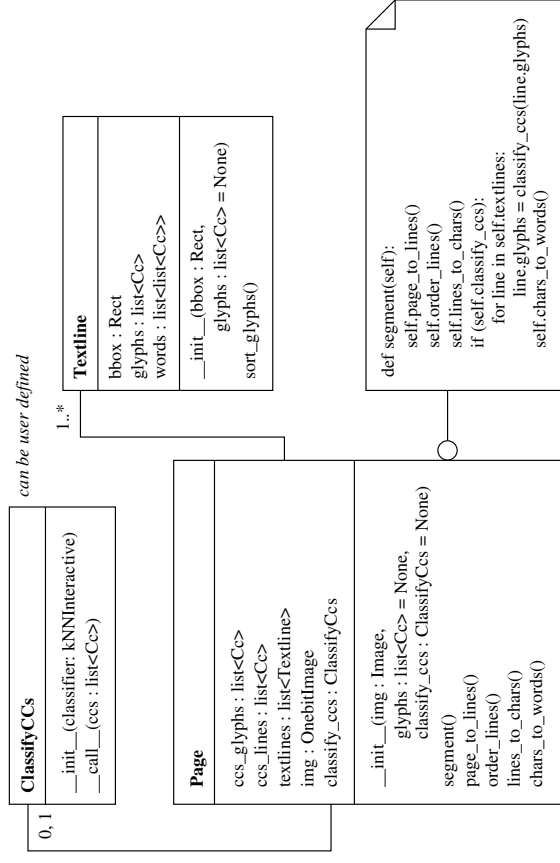 ClassifyCCs
__init__(classifier: kNNInteractive)
__call__(ccs : list<Cc>)
can be user defined
0, 1
1..*
Textline
bbox : Rect
glyphs : list<Cc>
words : list<list<Cc>>
__init__(bbox : Rect,
glyphs : list<Cc> = None)
sort_glyphs()
Page
ccs_glyphs : list<Cc>
ccs_lines : list<Cc>
textlines : list<Textline>
img : OnebitImage
classify_ccs : ClassifyCcs
__init__(img : Image,
glyphs : list<Cc> = None,
classify_ccs : ClassifyCcs = None)
segment()
page_to_lines()
order_lines()
lines_to_chars()
chars_to_words()
def segment(self):
self.page_to_lines()
self.order_lines()
self.lines_to_chars()
if (self.classify_ccs):
for line in self.textlines:
line.glyphs = classify_ccs(line.glyphs)
self.chars_to_words()